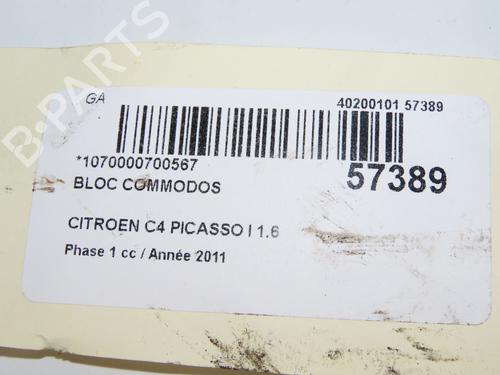 GA
40200101 57389
*1070000700567
57389
BLOC COMMODOS
CITROEN C4 PICASSO I 1.6
Phase 1 cc / Année 2011
B-PARTS